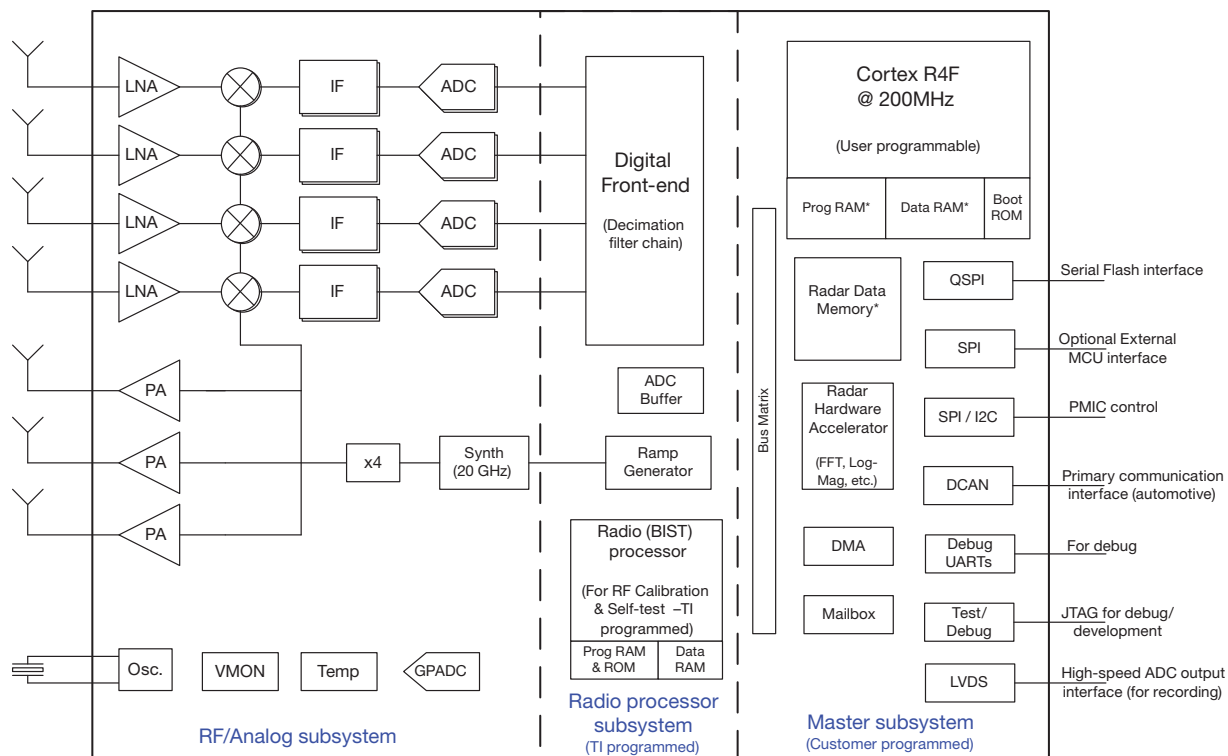 LNA
IF
ADC
LNA
IF
ADC
LNA
IF
ADC
LNA
IF
ADC
PA
PA
PA
x4
Synth
(20 GHz)
Osc.
VMON
Temp
GPADC
RF/Analog subsystem
Digital
Front-end
(Decimation
filter chain)
ADC
Buffer
Ramp
Generator
Radio (BIST)
processor
(For RF Calibration
& Self-test –TI
programmed)
Prog RAM
& ROM
Data
RAM
Radio processor
subsystem
(TI programmed)
Cortex R4F
@ 200MHz
(User programmable)
Prog RAM*
Data RAM*
Boot
ROM
Bus Matrix
Radar Data
Memory*
Radar
Hardware
Accelerator
(FFT, Log-
Mag, etc.)
DMA
Mailbox
QSPI
Serial Flash interface
SPI
Optional External
MCU interface
SPI / I2C
PMIC control
DCAN
Primary communication
interface (automotive)
Debug
UARTs
For debug
Test/
Debug
JTAG for debug/
development
LVDS
High-speed ADC output
interface (for recording)
Master subsystem
(Customer programmed)